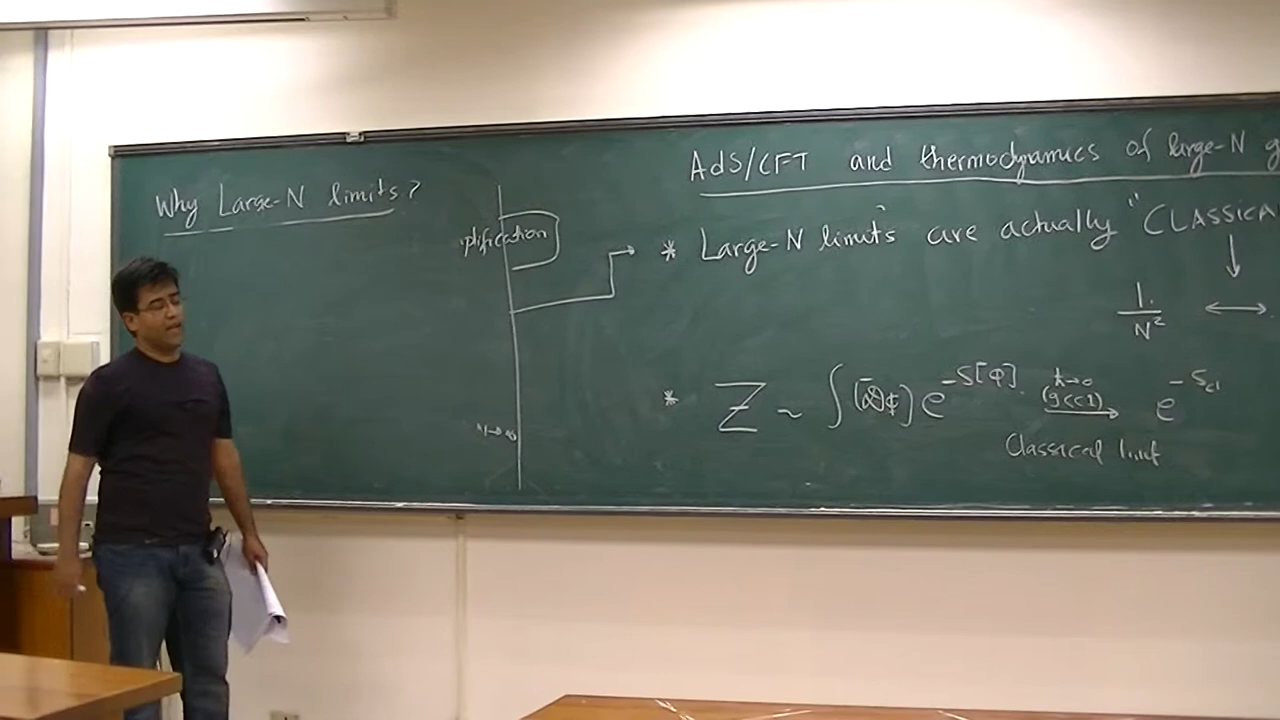 Why Large-N limits?
plification
N→∞
AdS/CFT and thermodynamics of large-N g
* "Large-N limits" are actually "CLASSICA
↓
1/N² ↔
* Z ~ ∫[DΦ] e^{-S[Φ]} ħ→0 (g<<1) → e^{-S_cl}
Classical limit